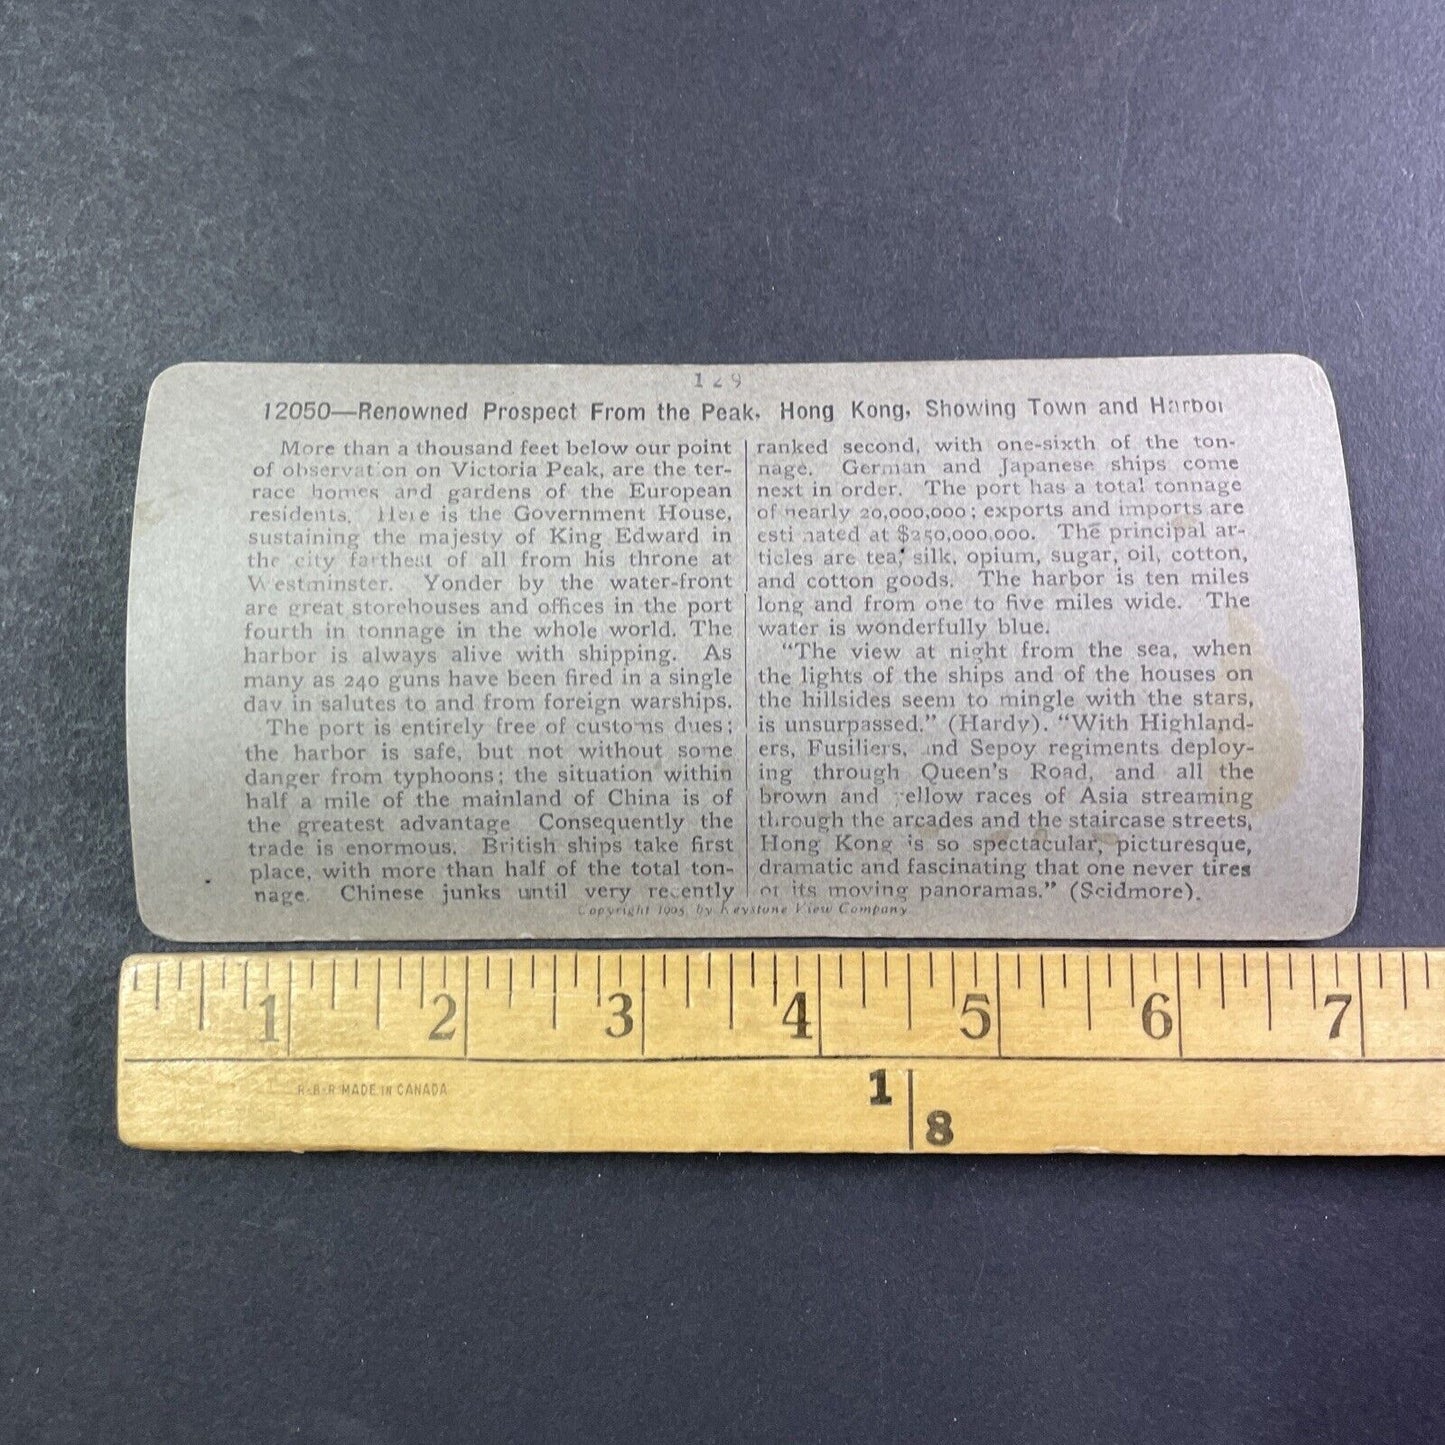 129
12050—Renowned Prospect From the Peak, Hong Kong, Showing Town and Harbor
More than a thousand feet below our point
of observation on Victoria Peak, are the ter-
race homes and gardens of the European
residents. Here is the Government House,
sustaining the majesty of King Edward in
the city farthest of all from his throne at
Westminster. Yonder by the water-front
are great storehouses and offices in the port
fourth in tonnage in the whole world. The
harbor is always alive with shipping. As
many as 240 guns have been fired in a single
day in salutes to and from foreign warships.
The port is entirely free of customs dues;
the harbor is safe, but not without some
danger from typhoons; the situation within
half a mile of the mainland of China is of
the greatest advantage Consequently the
trade is enormous. British ships take first
place, with more than half of the total ton-
nage. Chinese junks until very recently
ranked second, with one-sixth of the ton-
nage. German and Japanese ships come
next in order. The port has a total tonnage
of nearly 20,000,000; exports and imports are
estimated at $250,000,000. The principal ar-
ticles are tea, silk, opium, sugar, oil, cotton,
and cotton goods. The harbor is ten miles
long and from one to five miles wide. The
water is wonderfully blue.
"The view at night from the sea, when
the lights of the ships and of the houses on
the hillsides seem to mingle with the stars,
is unsurpassed." (Hardy). "With Highland-
ers, Fusiliers, and Sepoy regiments deploy-
ing through Queen's Road, and all the
brown and yellow races of Asia streaming
through the arcades and the staircase streets,
Hong Kong is so spectacular, picturesque,
dramatic and fascinating that one never tires
of its moving panoramas." (Scidmore).
Copyright 1905, by Keystone View Company
1 2 3 4 5 6 7
R-B-R MADE IN CANADA
1 8